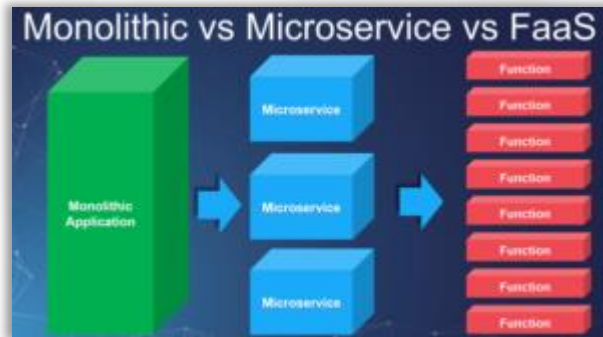 Monolithic vs Microservice vs FaaS
Monolithic
Application
Microservice
Microservice
Microservice
Function
Function
Function
Function
Function
Function
Function
Function